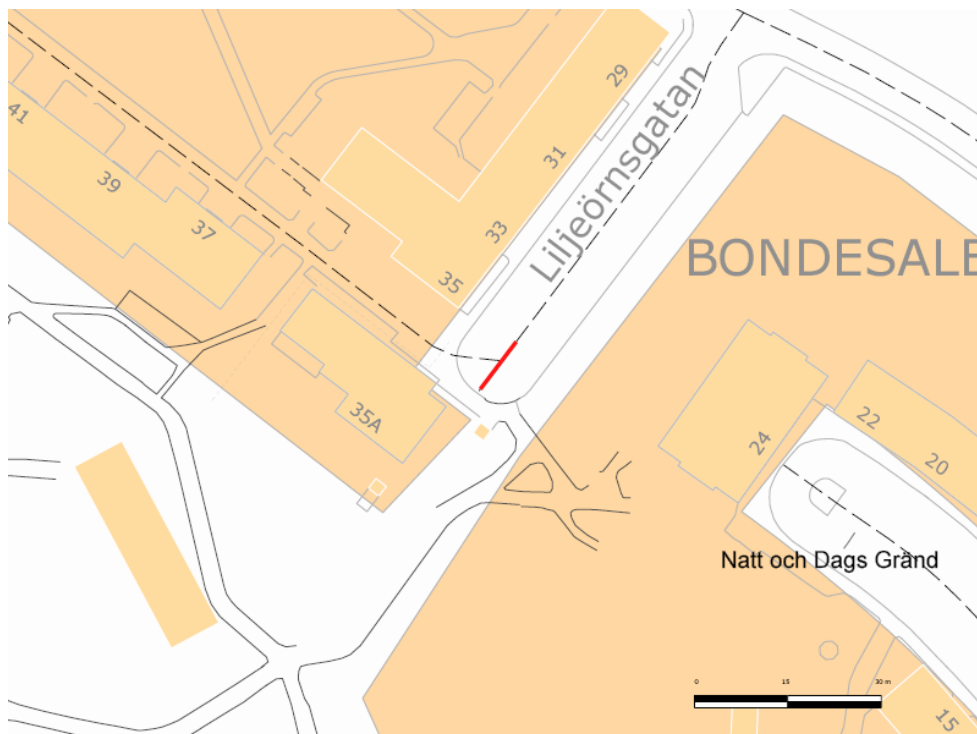 41
39
37
29
31
33
35
Liljeörnsgatan
BONDESALE
35A
24
22
20
Natt och Dags Gränd
0 15 30 m
15